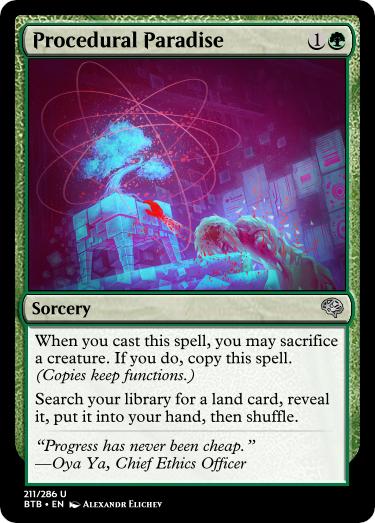 Procedural Paradise 1
Sorcery
When you cast this spell, you may sacrifice
a creature. If you do, copy this spell.
(Copies keep functions.)
Search your library for a land card, reveal
it, put it into your hand, then shuffle.
“Progress has never been cheap.”
—Oya Ya, Chief Ethics Officer
211/286 U
BTB • EN Alexandr Elichev